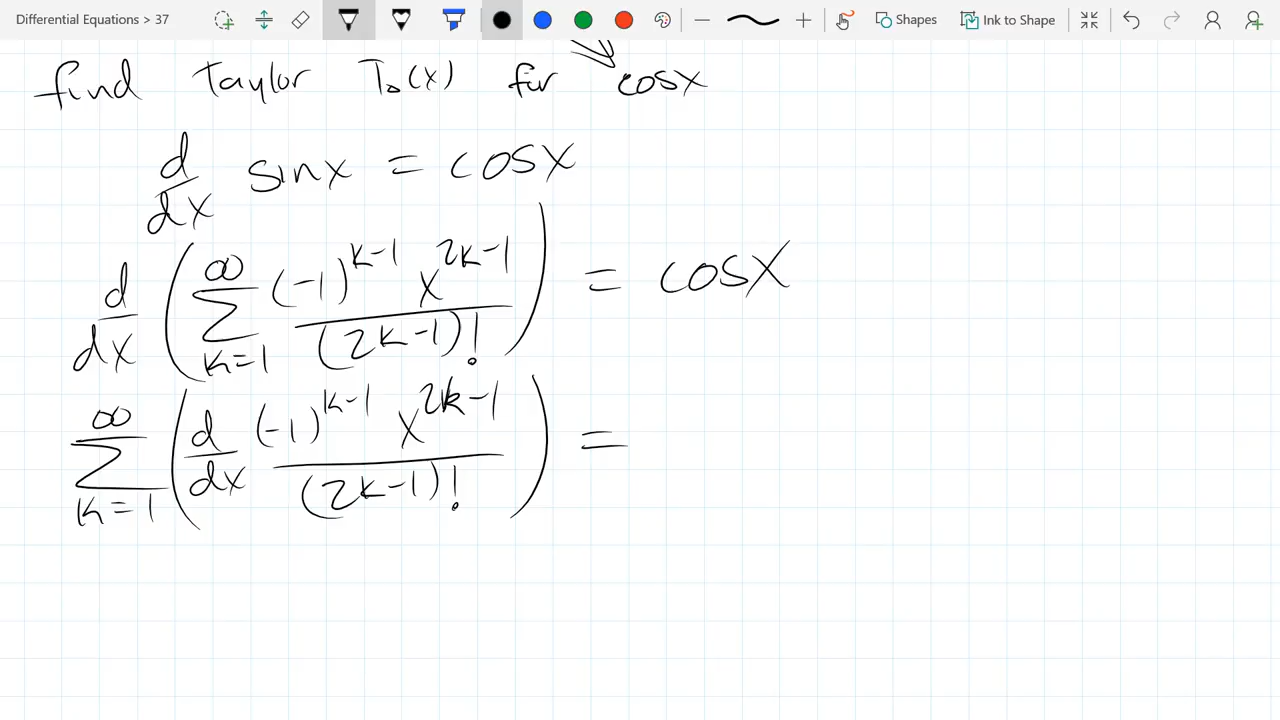 Differential Equations > 37 Shapes Ink to Shape
find Taylor T₀(x) for cosx
d/dx sinx = cosx
d/dx ( ∞ Σ k=1 (-1)^(k-1) x^(2k-1) / (2k-1)! ) = cosx
∞ Σ k=1 ( d/dx (-1)^(k-1) x^(2k-1) / (2k-1)! ) =